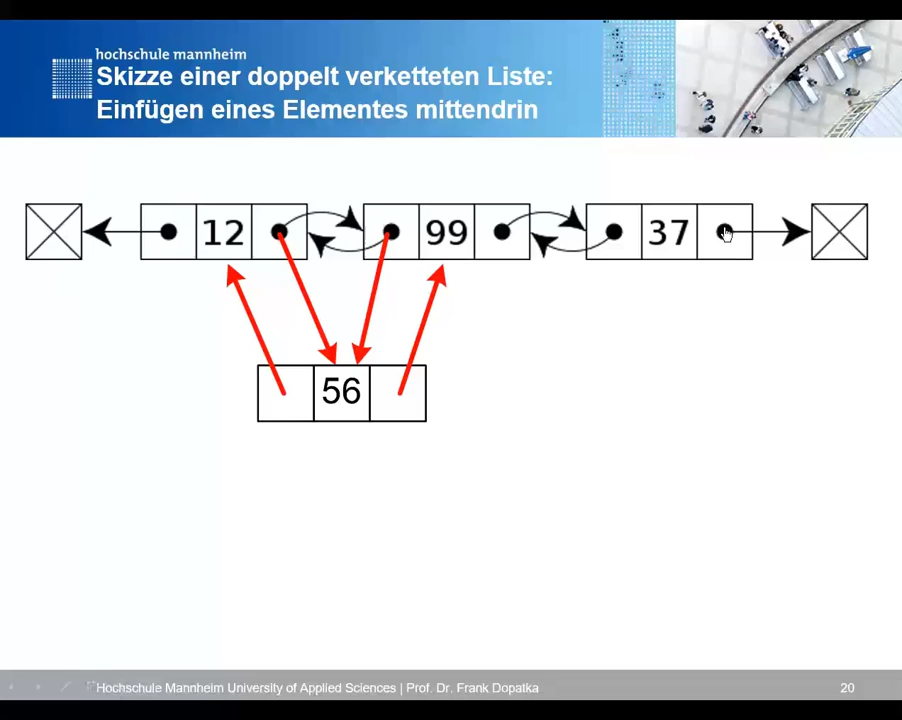 hochschule mannheim
Skizze einer doppelt verketteten Liste:
Einfügen eines Elementes mittendrin
12 99 37
56
Hochschule Mannheim University of Applied Sciences | Prof. Dr. Frank Dopatka 20